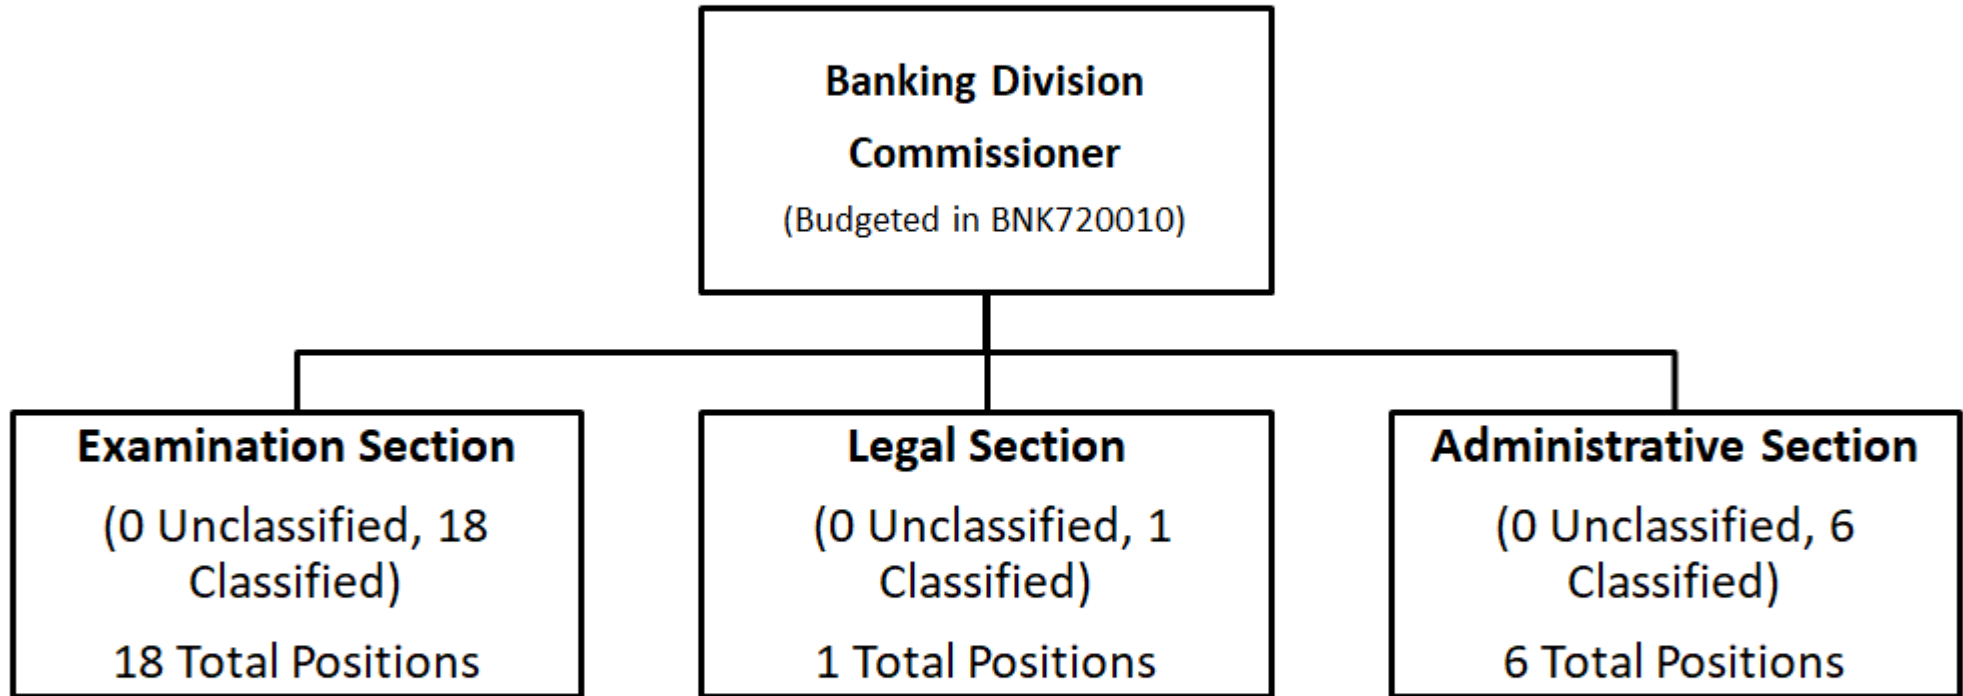 Banking Division
Commissioner
(Budgeted in BNK720010)
Examination Section
(0 Unclassified, 18
Classified)
18 Total Positions
Legal Section
(0 Unclassified, 1
Classified)
1 Total Positions
Administrative Section
(0 Unclassified, 6
Classified)
6 Total Positions